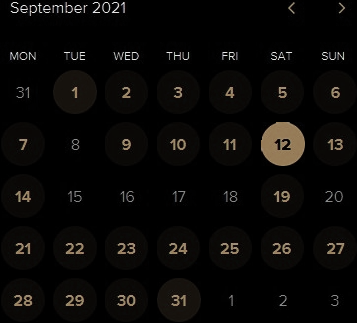 September 2021
MON TUE WED THU FRI SAT SUN
31 1 2 3 4 5 6
7 8 9 10 11 12 13
14 15 16 17 18 19 20
21 22 23 24 25 26 27
28 29 30 31 1 2 3